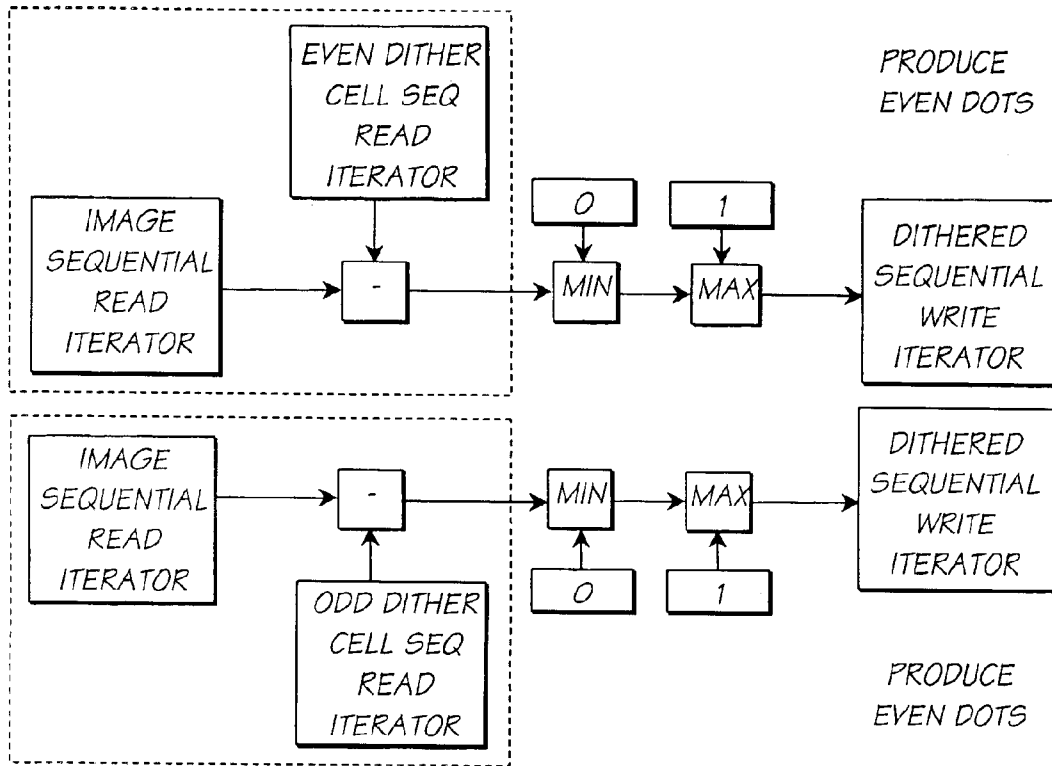 EVEN DITHER
CELL SEQ
READ
ITERATOR
PRODUCE
EVEN DOTS
IMAGE
SEQUENTIAL
READ
ITERATOR
-
0
MIN
1
MAX
DITHERED
SEQUENTIAL
WRITE
ITERATOR
IMAGE
SEQUENTIAL
READ
ITERATOR
-
MIN
MAX
DITHERED
SEQUENTIAL
WRITE
ITERATOR
ODD DITHER
CELL SEQ
READ
ITERATOR
0
1
PRODUCE
EVEN DOTS